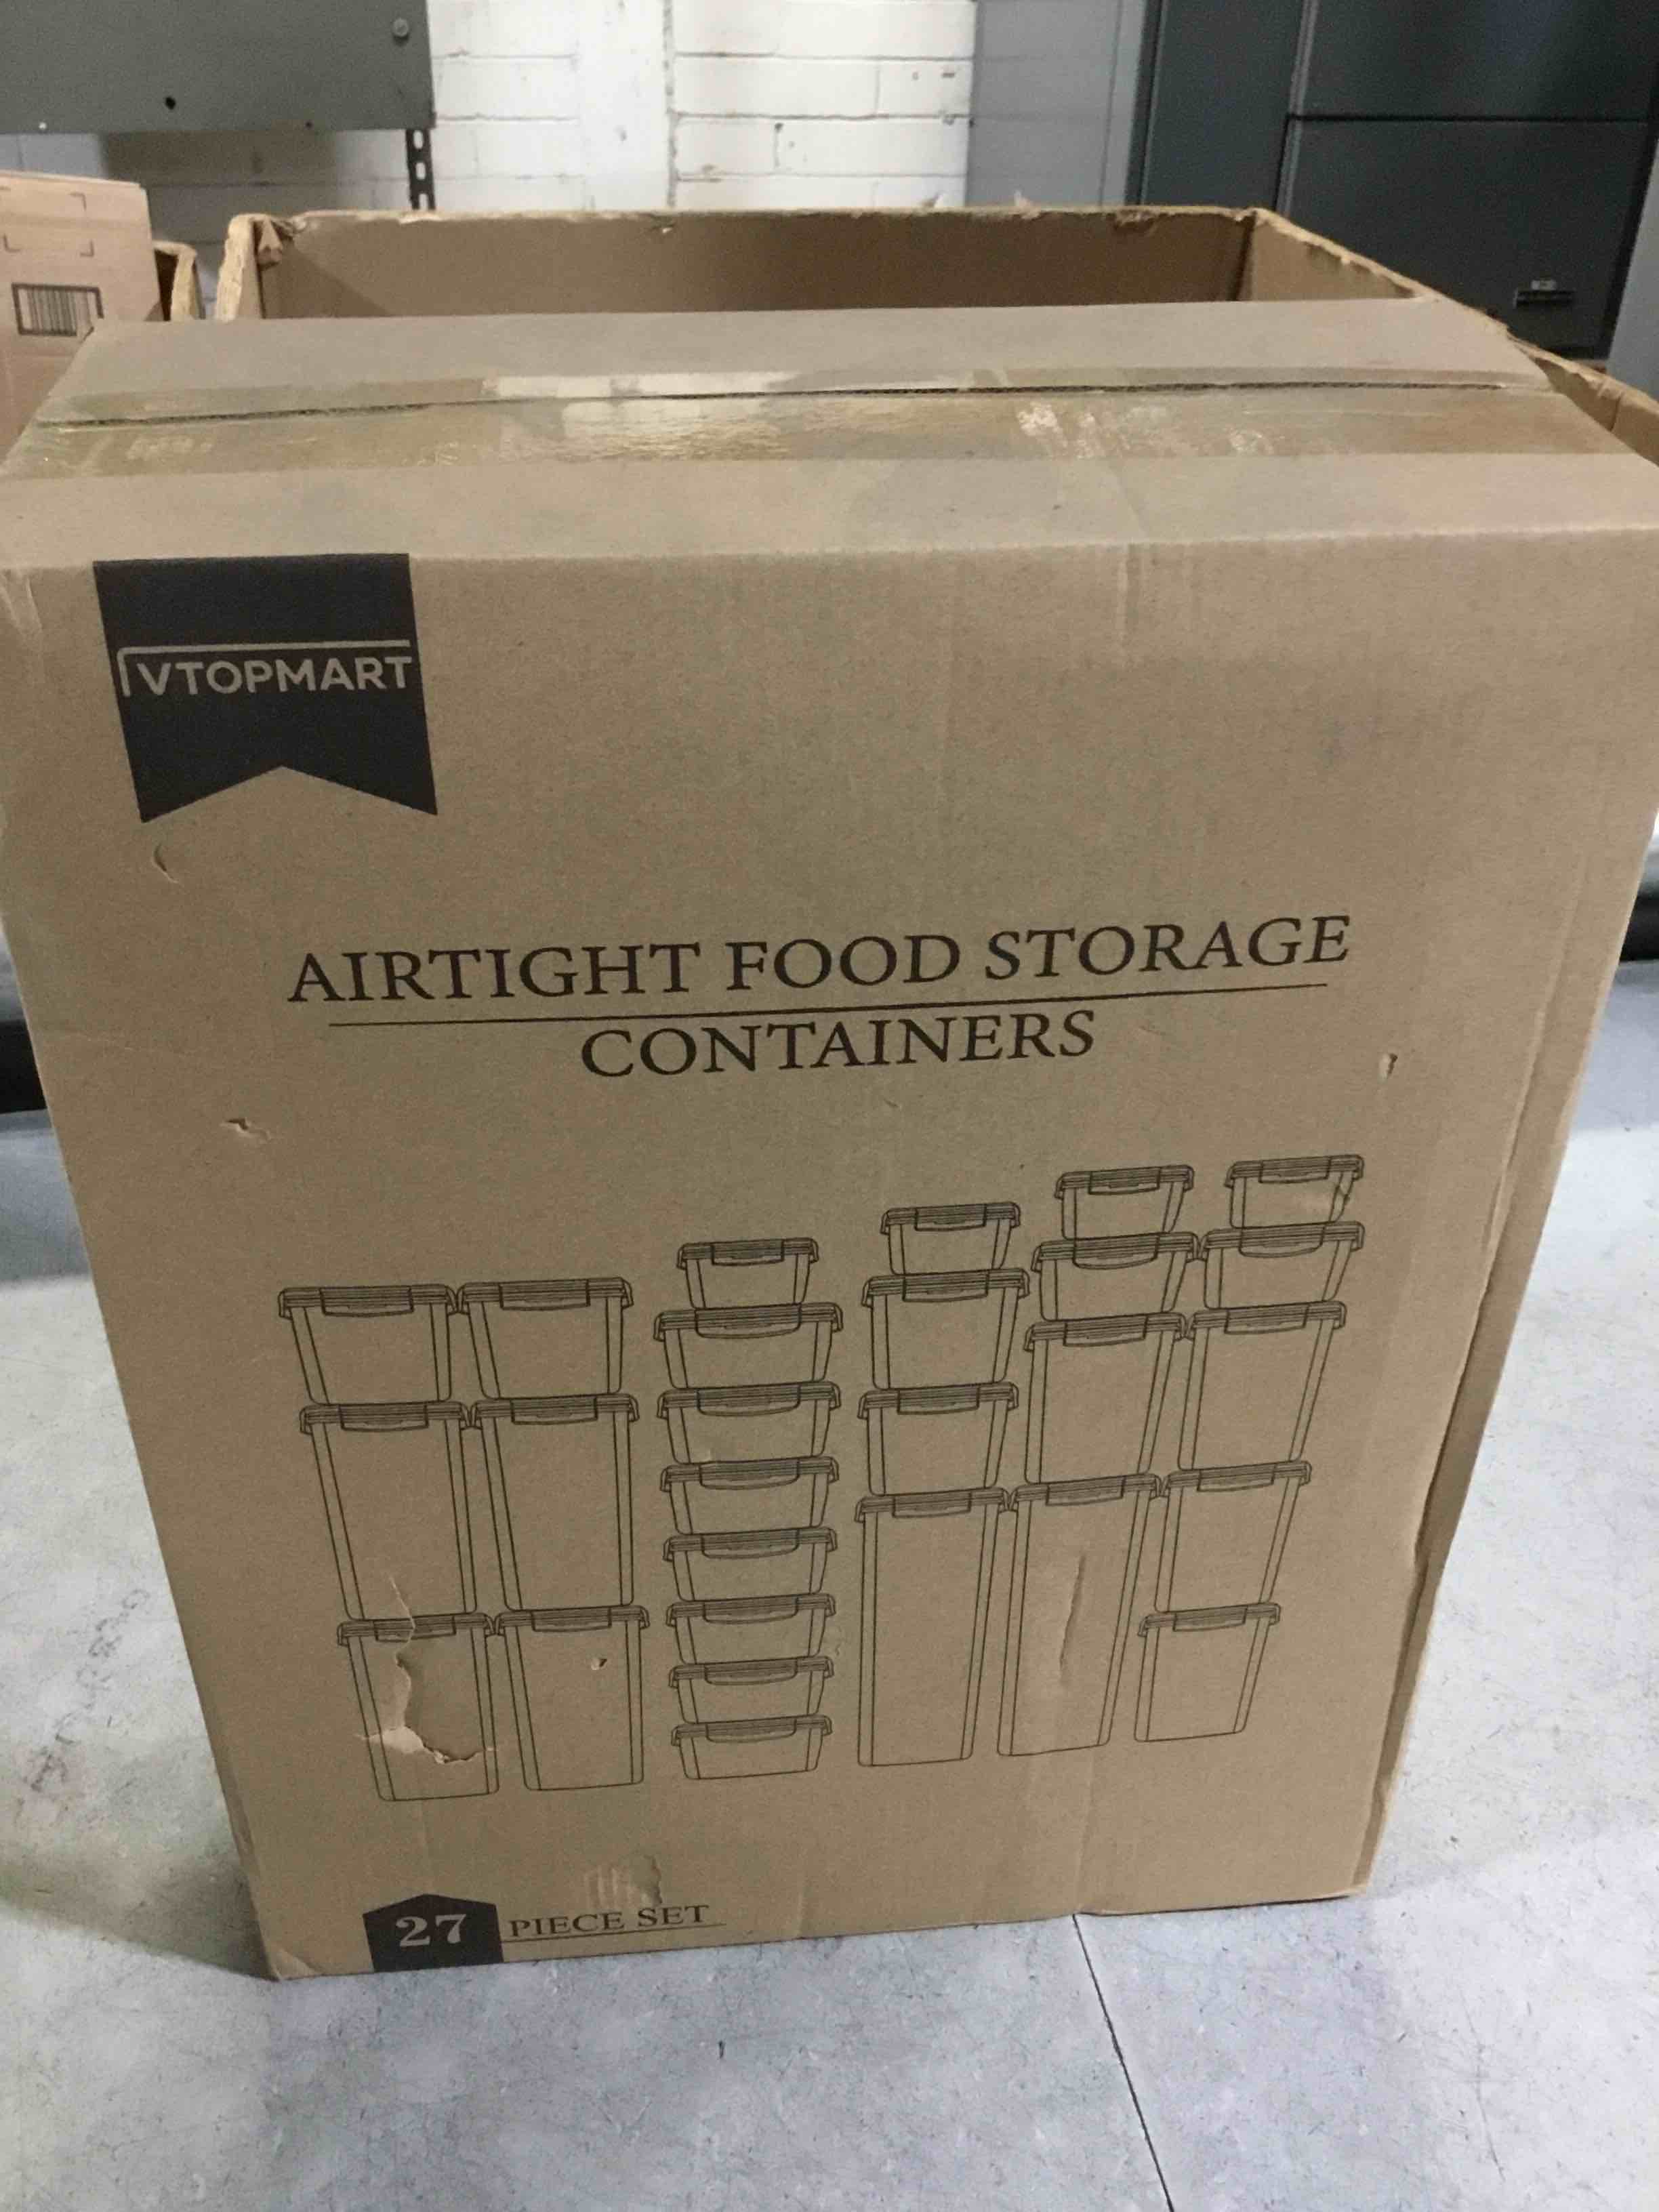 VTOPMART
AIRTIGHT FOOD STORAGE
CONTAINERS
27 PIECE SET